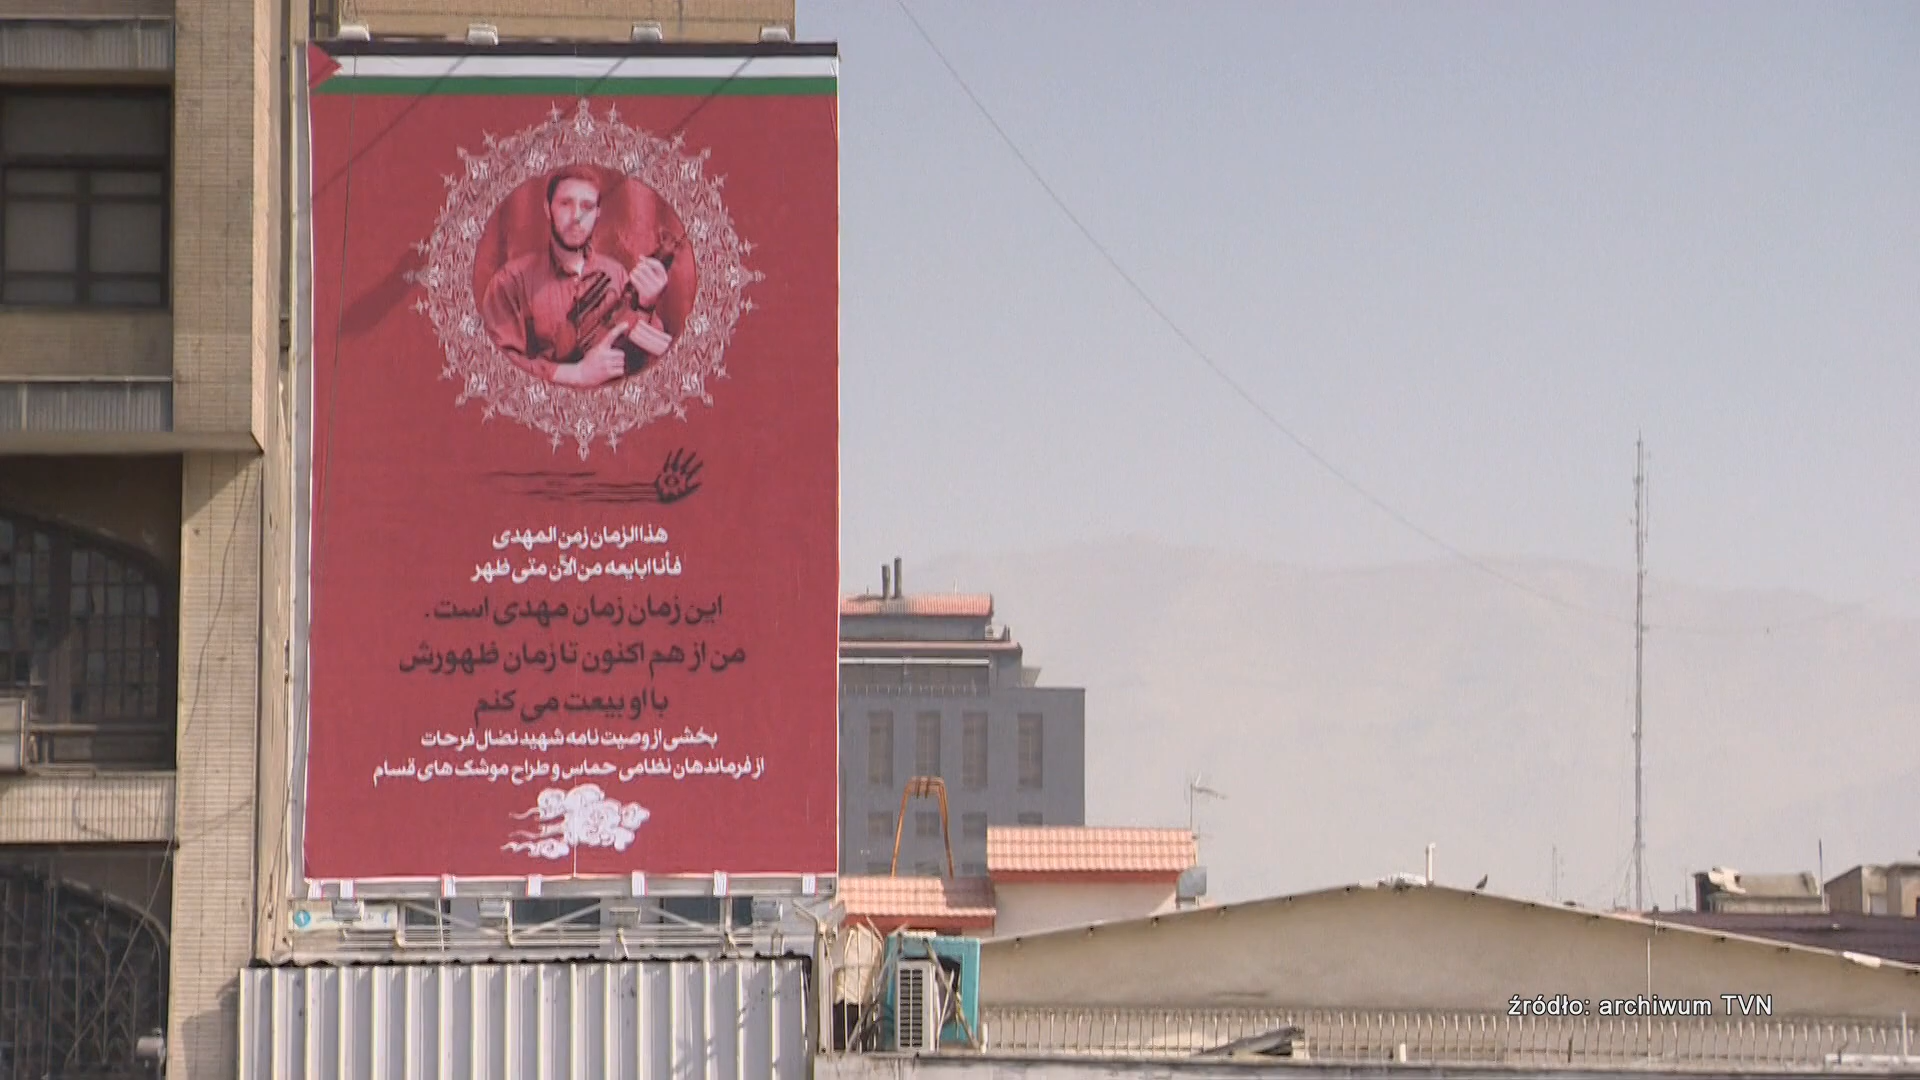 هذا الزمان زمن المهدی
فأنا ابایعه من الآن متی ظهر
این زمان زمان مهدی است.
من از هم اکنون تا زمان ظهورش
با او بیعت می کنم
بخشی از وصیت نامه شهید نضال فرحات
از فرماندهان نظامی حماس و طراح موشک های قسام
źródło: archiwum TVN